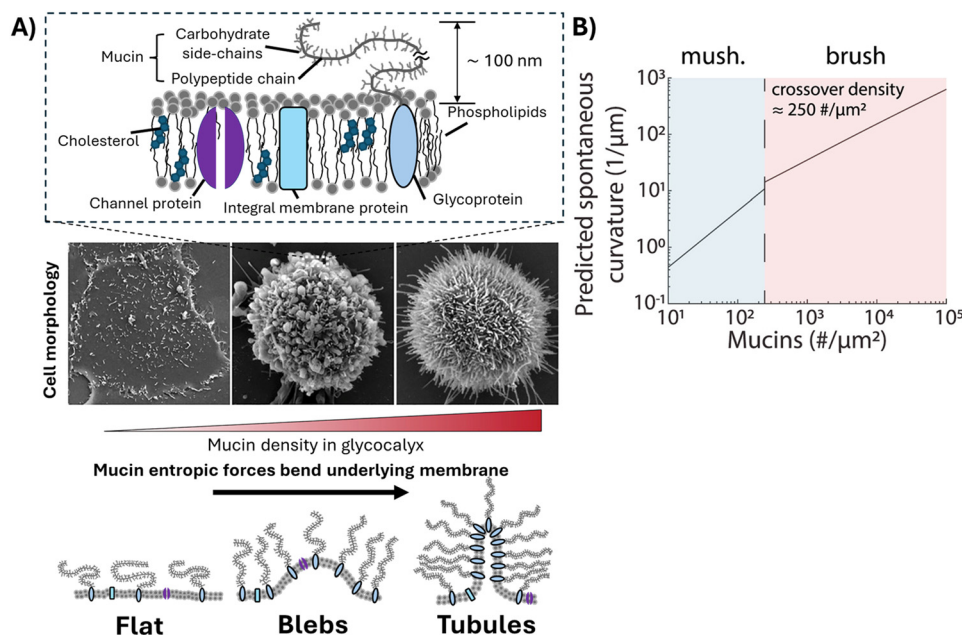 A)
Mucin
Carbohydrate
side-chains
Polypeptide chain
~ 100 nm
Phospholipids
Cholesterol
Channel protein
Integral membrane protein
Glycoprotein
Cell morphology
Mucin density in glycocalyx
Mucin entropic forces bend underlying membrane
Flat
Blebs
Tubules
B)
mush.
brush
crossover density
≈ 250 #/µm²
Predicted spontaneous
curvature (1/µm)
10³
10²
10¹
10⁰
10⁻¹
10¹
10²
10³
10⁴
10⁵
Mucins (#/µm²)